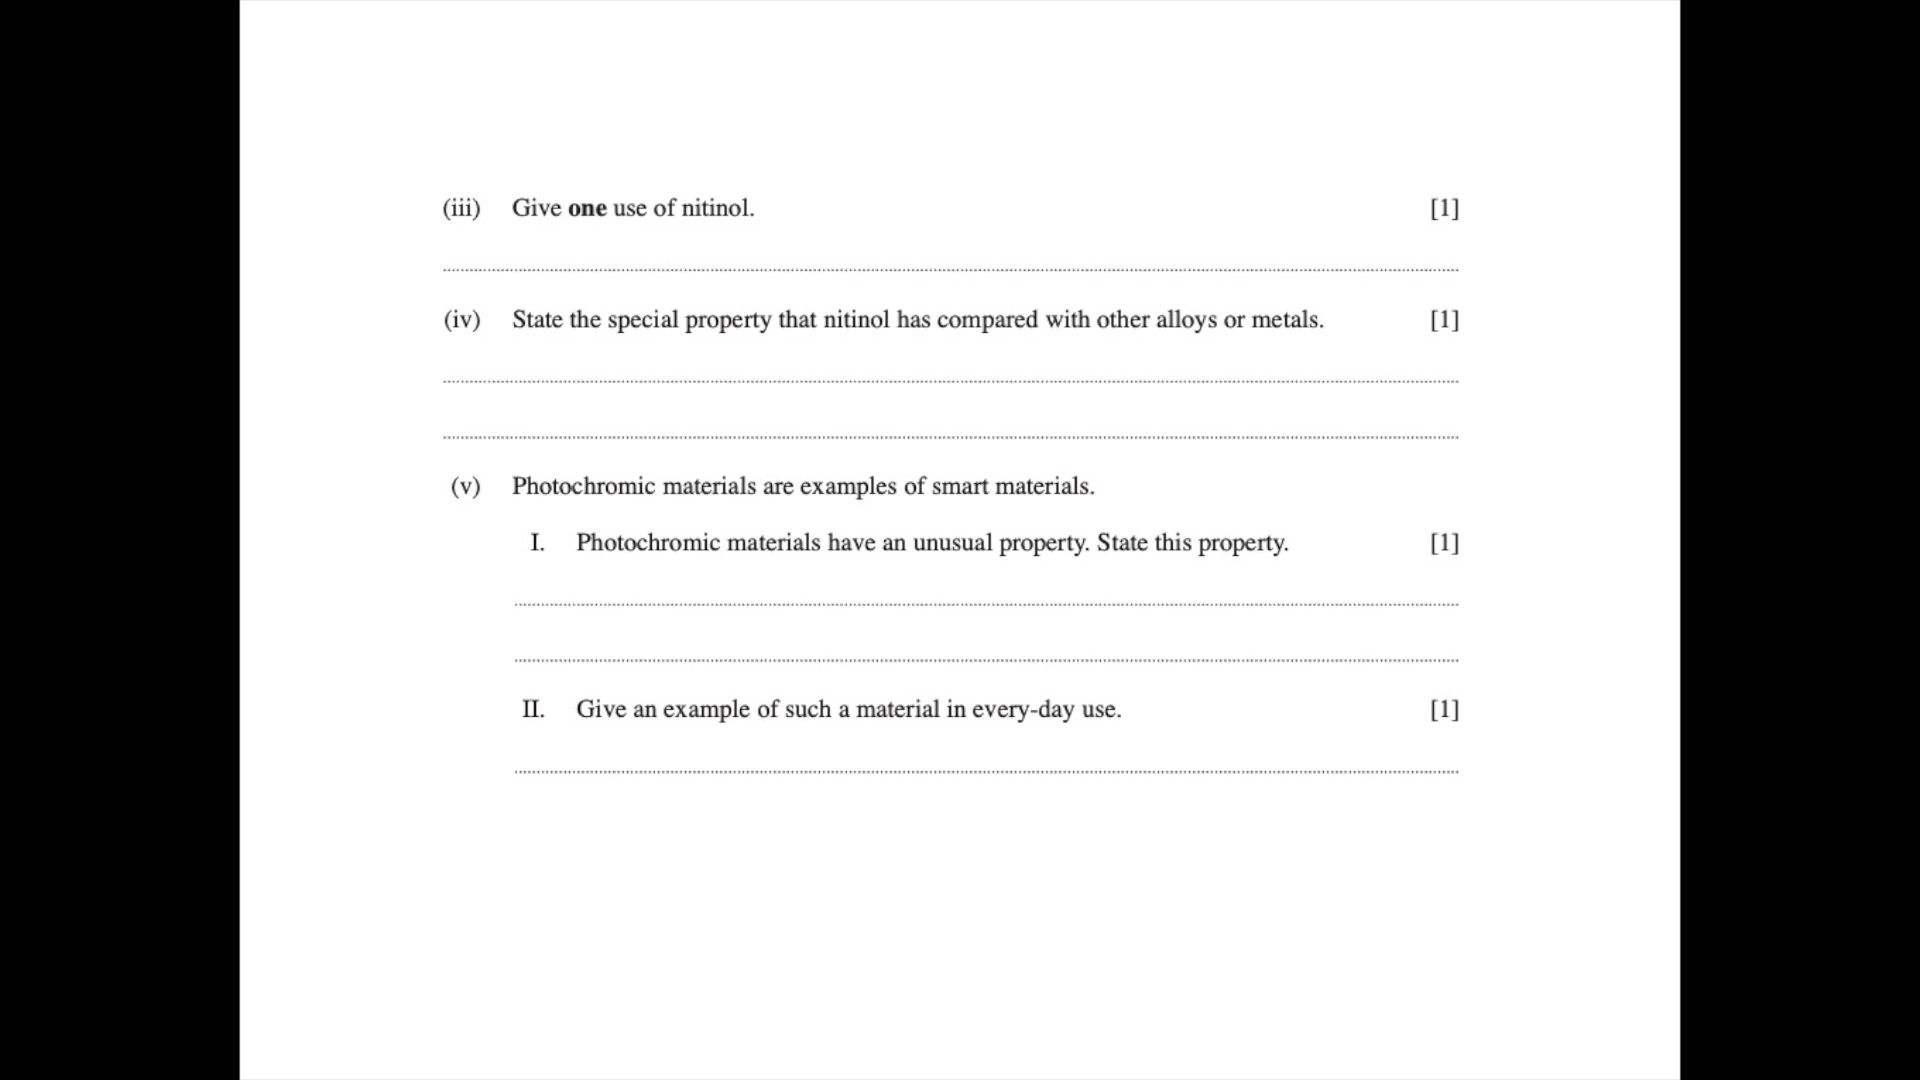 (iii) Give one use of nitinol. [1]
(iv) State the special property that nitinol has compared with other alloys or metals. [1]
(v) Photochromic materials are examples of smart materials.
I. Photochromic materials have an unusual property. State this property. [1]
II. Give an example of such a material in every-day use. [1]